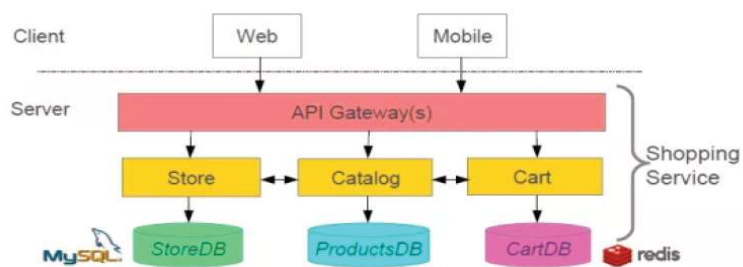 Client
Web
Mobile
Server
API Gateway(s)
Shopping
Service
Store
Catalog
Cart
MySQL
StoreDB
ProductsDB
CartDB
redis